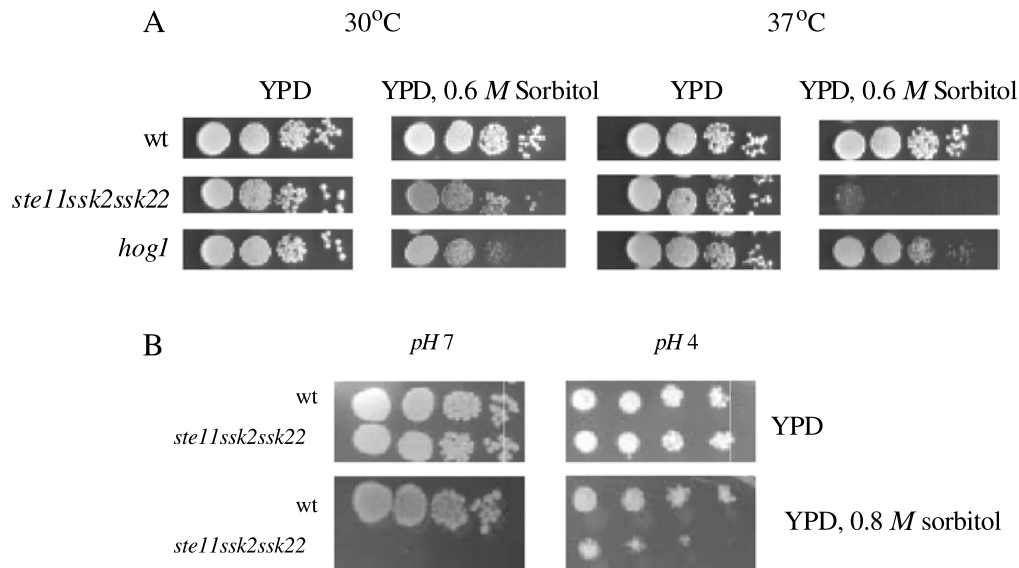 A 30°C 37°C
YPD YPD, 0.6 M Sorbitol YPD YPD, 0.6 M Sorbitol
wt
ste11ssk2ssk22
hog1
B pH 7 pH 4
wt
ste11ssk2ssk22
YPD
wt
ste11ssk2ssk22
YPD, 0.8 M sorbitol